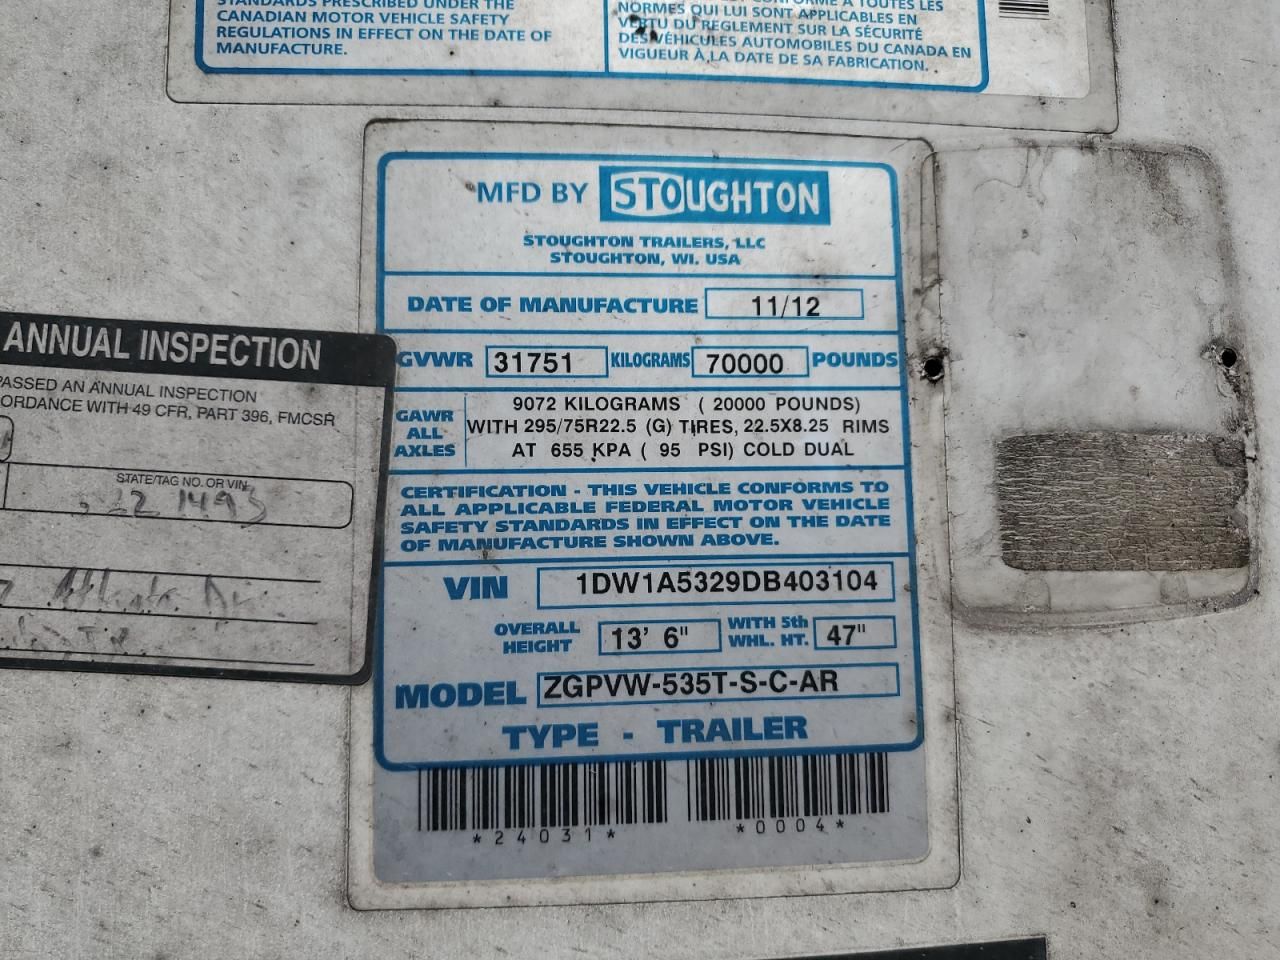 STANDARDS PRESCRIBED UNDER THE
CANADIAN MOTOR VEHICLE SAFETY
REGULATIONS IN EFFECT ON THE DATE OF
MANUFACTURE.
CONFORME À TOUTES LES
NORMES QUI LUI SONT APPLICABLES EN
VERTU DU REGLEMENT SUR LA SÉCURITÉ
DES VÉHICULES AUTOMOBILES DU CANADA EN
VIGUEUR À LA DATE DE SA FABRICATION.
MFD BY STOUGHTON
STOUGHTON TRAILERS, LLC
STOUGHTON, WI. USA
DATE OF MANUFACTURE 11/12
GVWR 31751 KILOGRAMS 70000 POUNDS
GAWR ALL AXLES
9072 KILOGRAMS ( 20000 POUNDS)
WITH 295/75R22.5 (G) TIRES, 22.5X8.25 RIMS
AT 655 KPA ( 95 PSI) COLD DUAL
CERTIFICATION - THIS VEHICLE CONFORMS TO
ALL APPLICABLE FEDERAL MOTOR VEHICLE
SAFETY STANDARDS IN EFFECT ON THE DATE
OF MANUFACTURE SHOWN ABOVE.
VIN 1DW1A5329DB403104
OVERALL HEIGHT 13' 6" WITH 5th WHL. HT. 47"
MODEL ZGPVW-535T-S-C-AR
TYPE - TRAILER
*24031* *0004*
ANNUAL INSPECTION
PASSED AN ANNUAL INSPECTION
WITH 49 CFR, PART 396, FMCSR
STATE/TAG NO. OR VIN